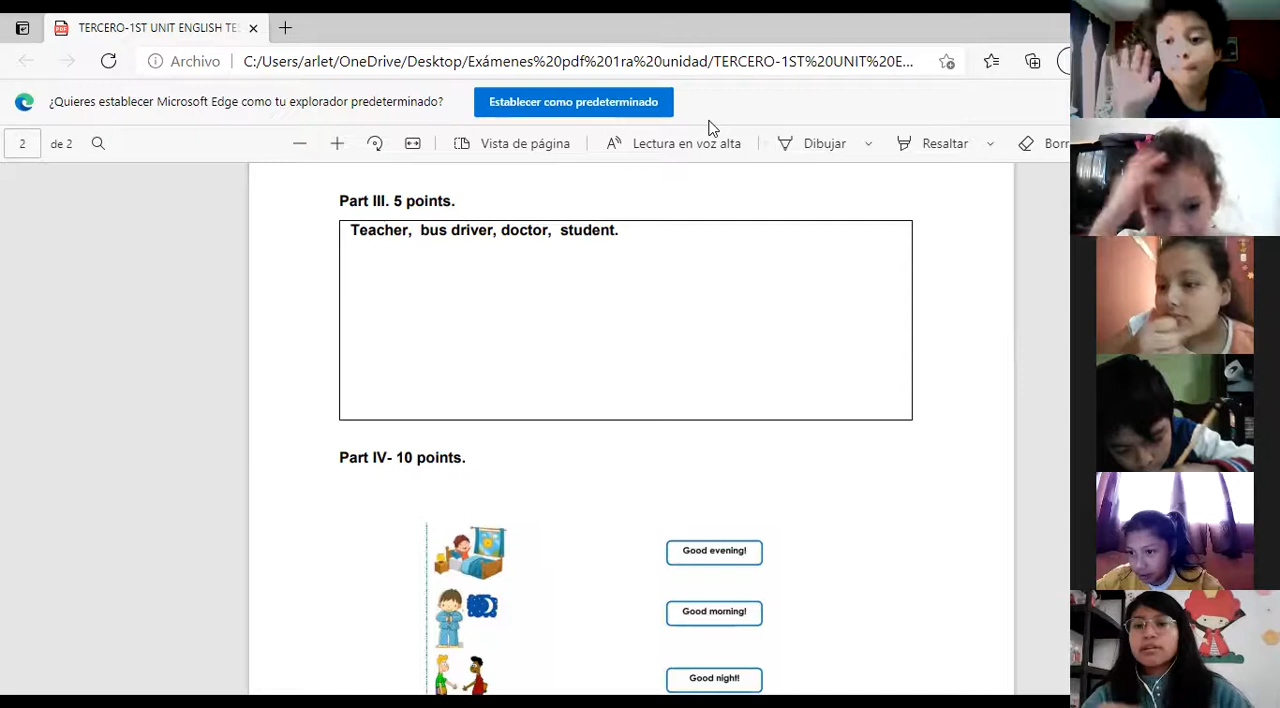 TERCERO-1ST UNIT ENGLISH TES
Archivo
C:/Users/arlet/OneDrive/Desktop/Exámenes%20pdf%201ra%20unidad/TERCERO-1ST%20UNIT%20E...
¿Quieres establecer Microsoft Edge como tu explorador predeterminado?
Establecer como predeterminado
2 de 2
Vista de página
Lectura en voz alta
Dibujar
Resaltar
Borr
Part III. 5 points.
Teacher, bus driver, doctor, student.
Part IV- 10 points.
Good evening!
Good morning!
Good night!